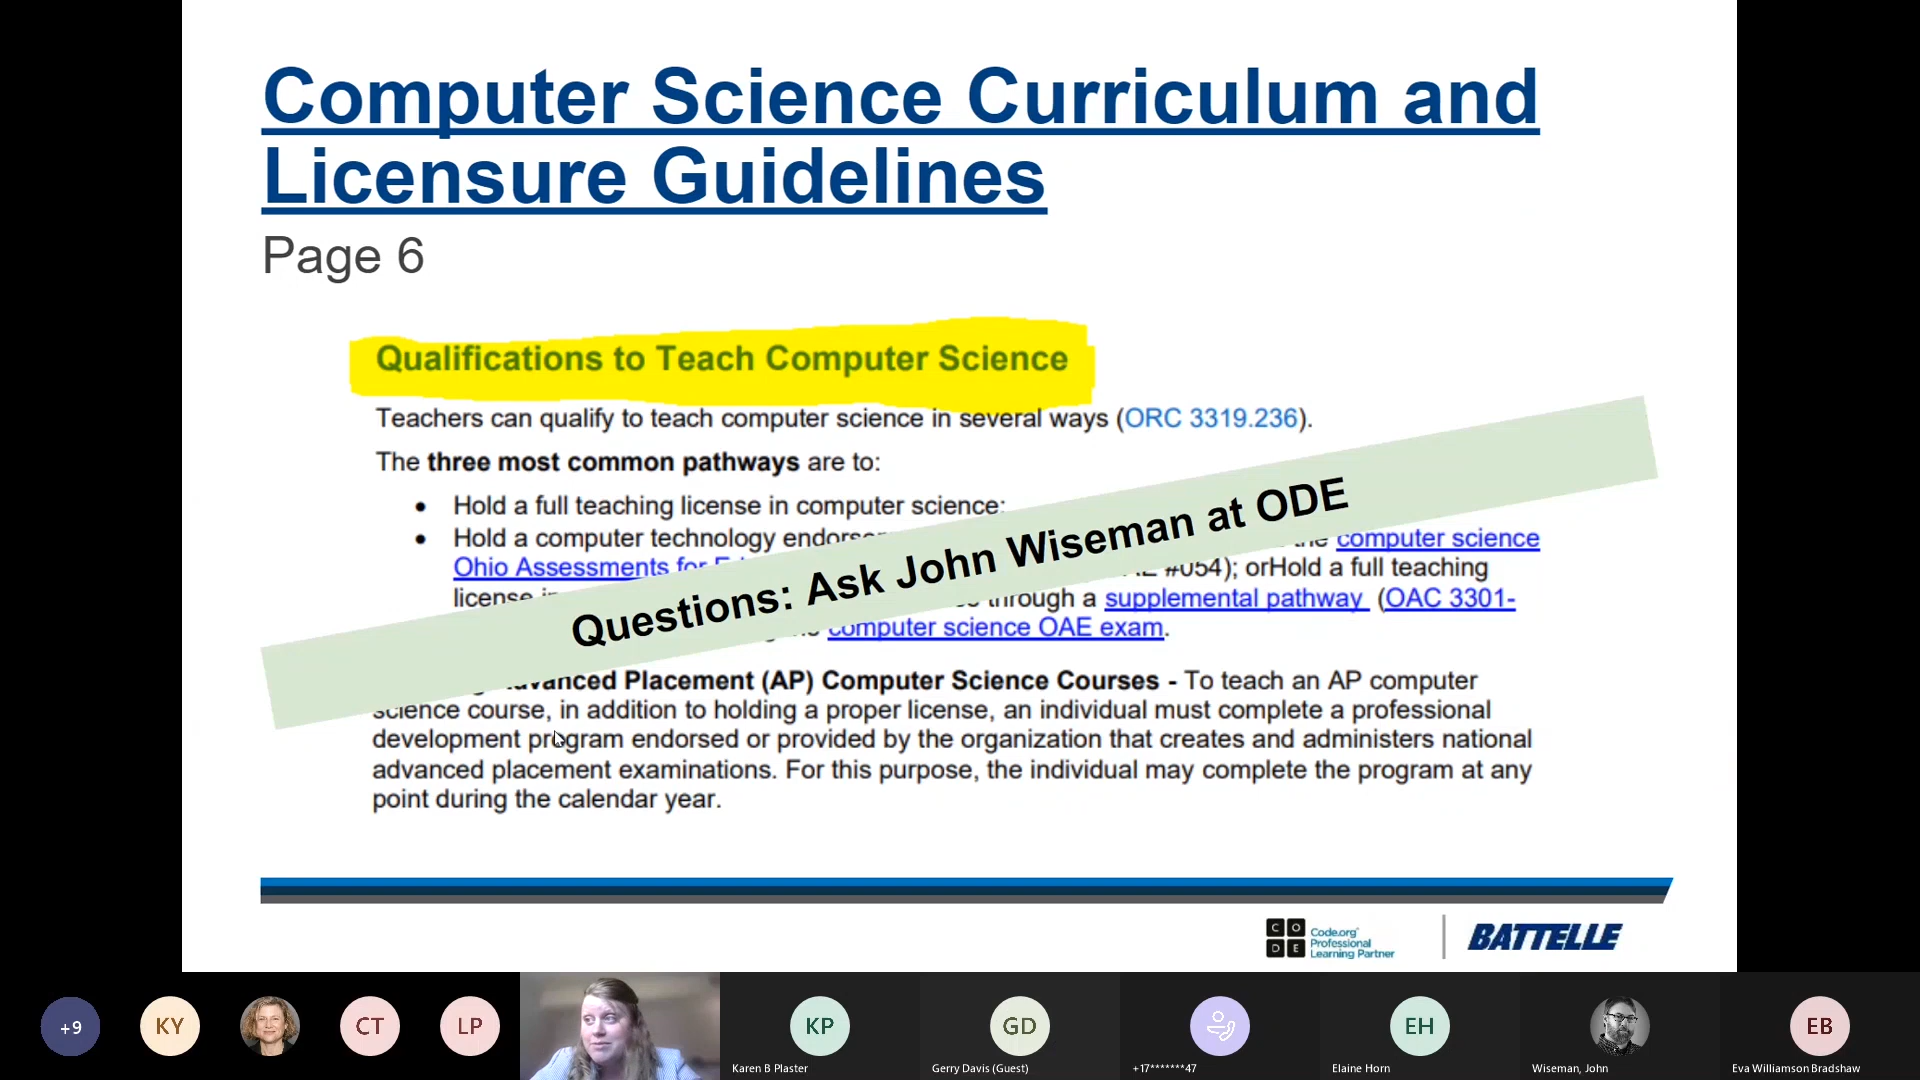 Computer Science Curriculum and
Licensure Guidelines
Page 6
Qualifications to Teach Computer Science
Teachers can qualify to teach computer science in several ways (ORC 3319.236).
The three most common pathways are to:
• Hold a full teaching license in computer science;
• Hold a computer technology the computer science
Ohio Assessments for #054); orHold a full teaching
license through a supplemental pathway (OAC 3301-
computer science OAE exam.
Questions: Ask John Wiseman at ODE
Advanced Placement (AP) Computer Science Courses - To teach an AP computer
science course, in addition to holding a proper license, an individual must complete a professional
development program endorsed or provided by the organization that creates and administers national
advanced placement examinations. For this purpose, the individual may complete the program at any
point during the calendar year.
CODE
Code.org®
Professional
Learning Partner
BATTELLE
+9
KY
CT
LP
KP
GD
EH
EB
Karen B Plaster
Gerry Davis (Guest)
+17*******47
Elaine Horn
Wiseman, John
Eva Williamson Bradshaw